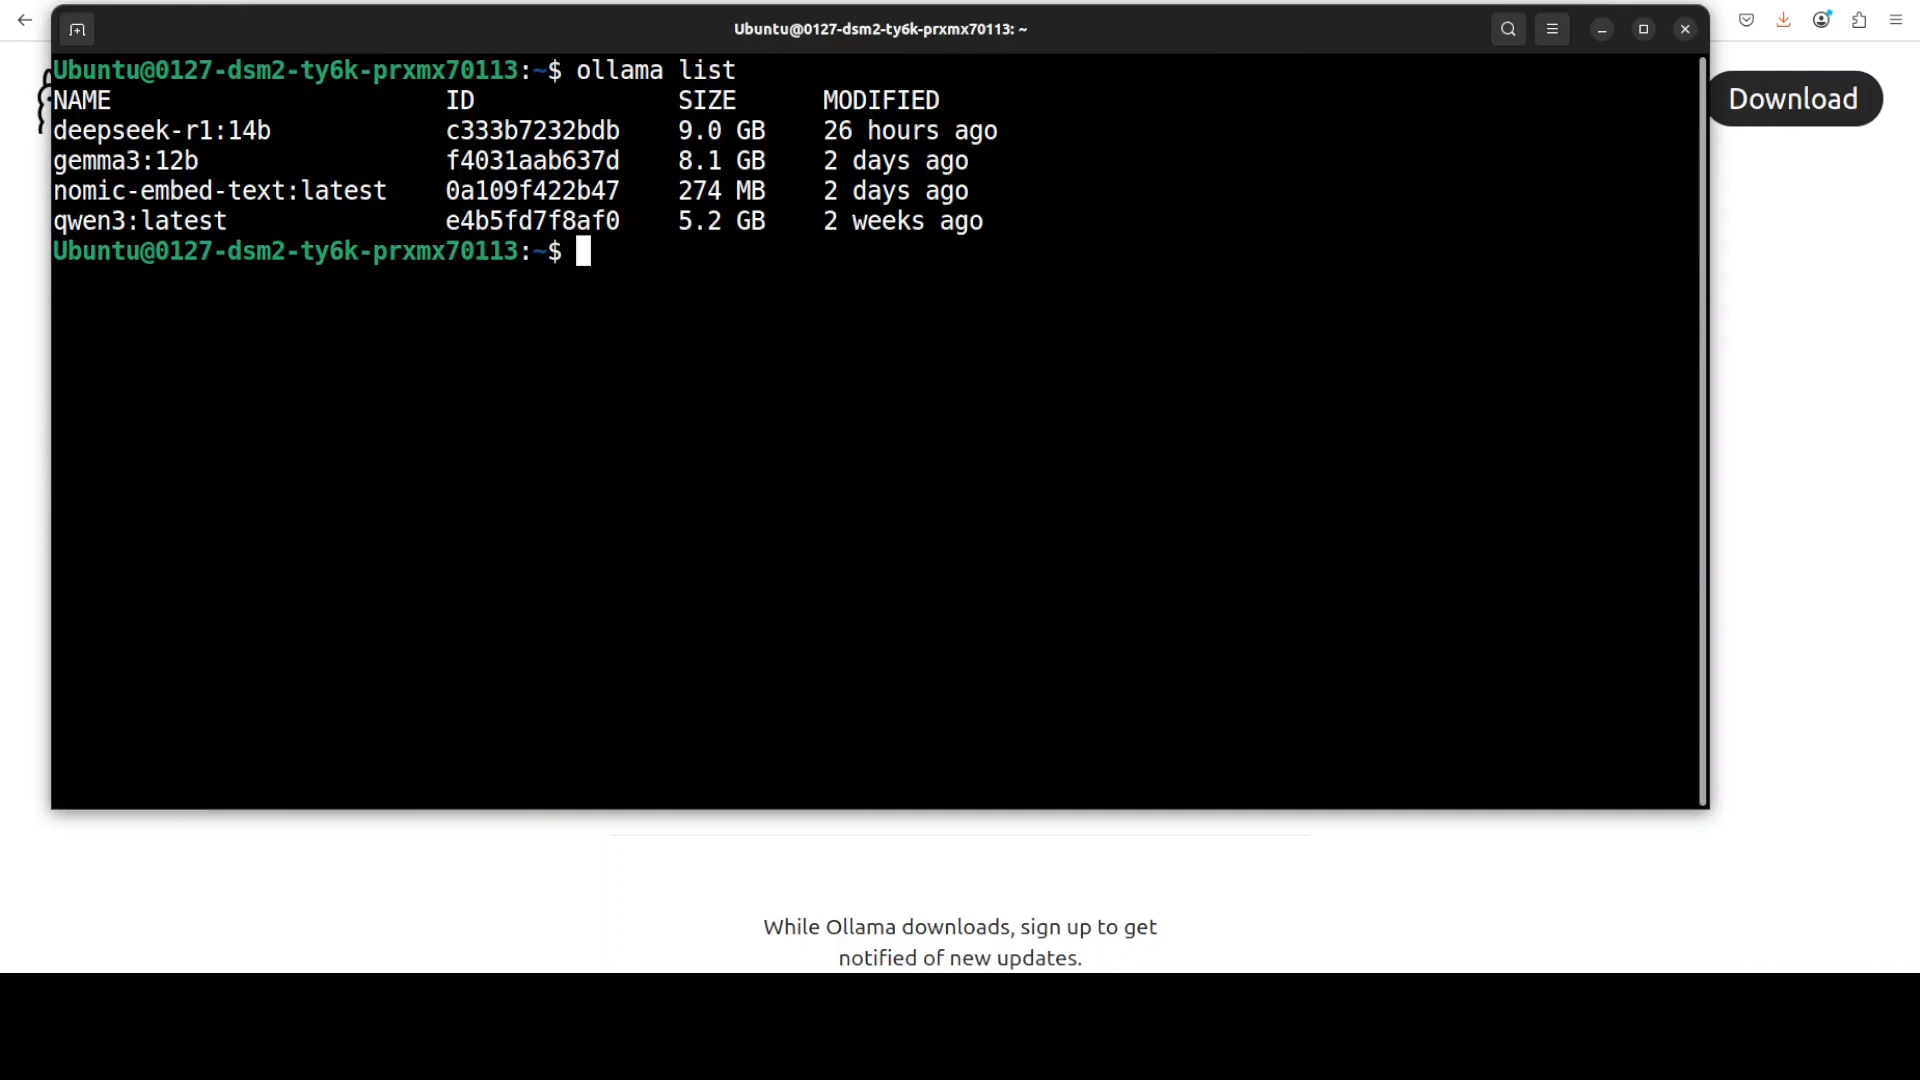 Ubuntu@0127-dsm2-ty6k-prxmx70113: ~
Ubuntu@0127-dsm2-ty6k-prxmx70113:~$ ollama list
NAME ID SIZE MODIFIED
deepseek-r1:14b c333b7232bdb 9.0 GB 26 hours ago
gemma3:12b f4031aab637d 8.1 GB 2 days ago
nomic-embed-text:latest 0a109f422b47 274 MB 2 days ago
qwen3:latest e4b5fd7f8af0 5.2 GB 2 weeks ago
Ubuntu@0127-dsm2-ty6k-prxmx70113:~$
Download
While Ollama downloads, sign up to get
notified of new updates.